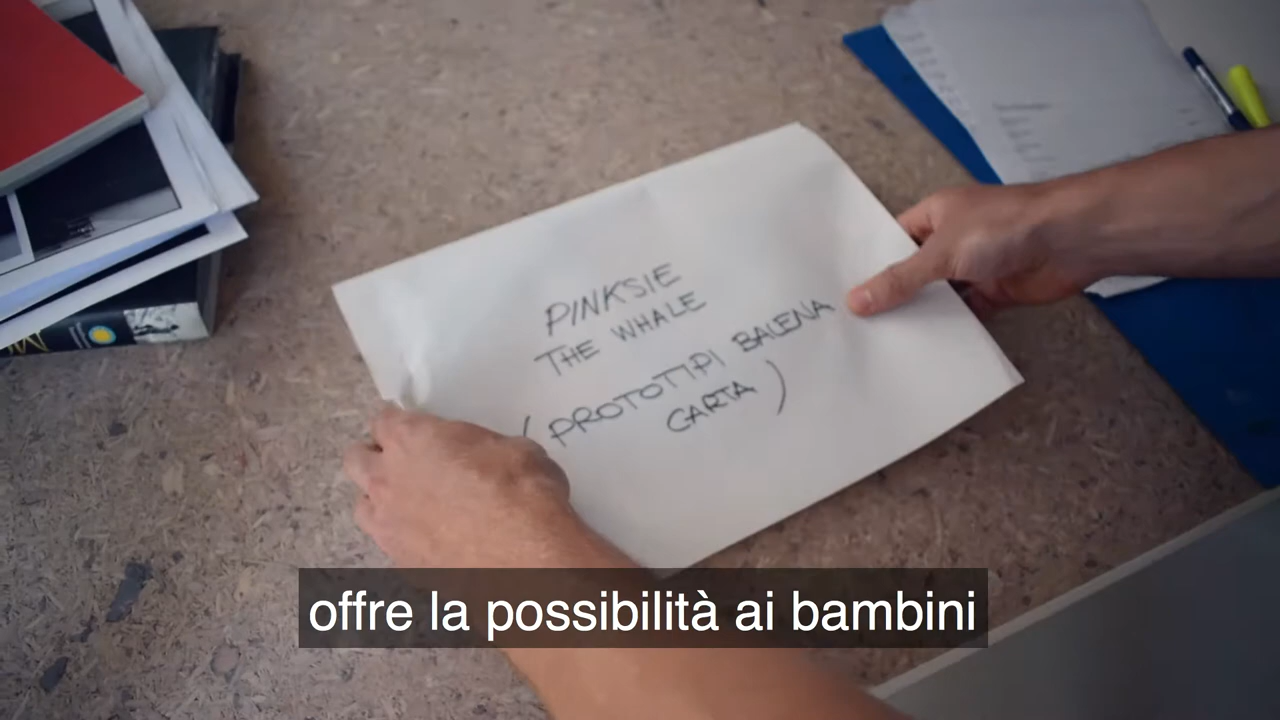 PINKSIE
THE WHALE
(PROTOTIPI BALENA
CARTA)
offre la possibilità ai bambini